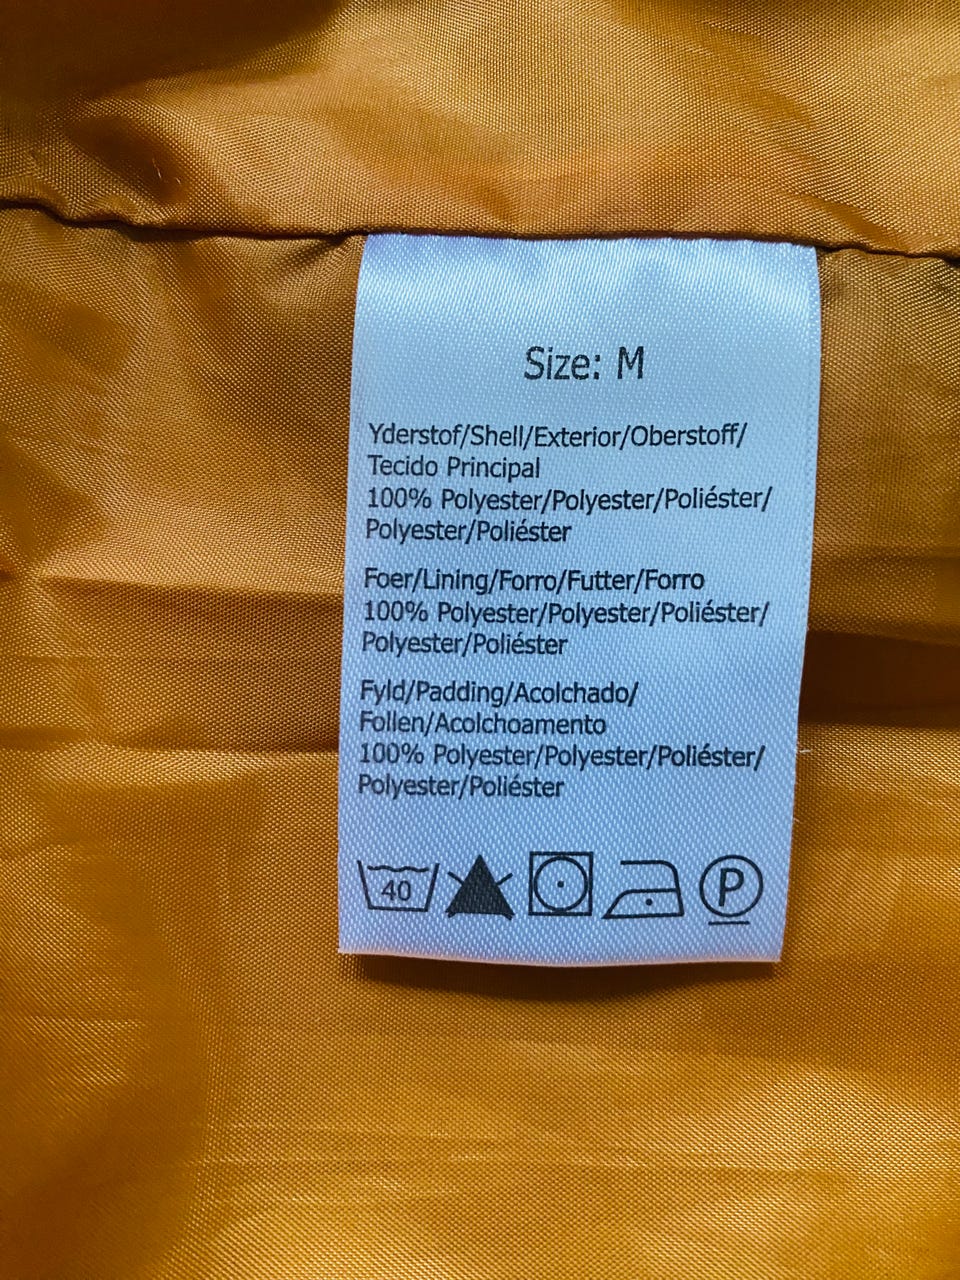 Size: M
Yderstof/Shell/Exterior/Oberstoff/
Tecido Principal
100% Polyester/Polyester/Poliéster/
Polyester/Poliéster
Foer/Lining/Forro/Futter/Forro
100% Polyester/Polyester/Poliéster/
Polyester/Poliéster
Fyld/Padding/Acolchado/
Follen/Acolchoamento
100% Polyester/Polyester/Poliéster/
Polyester/Poliéster
40 P